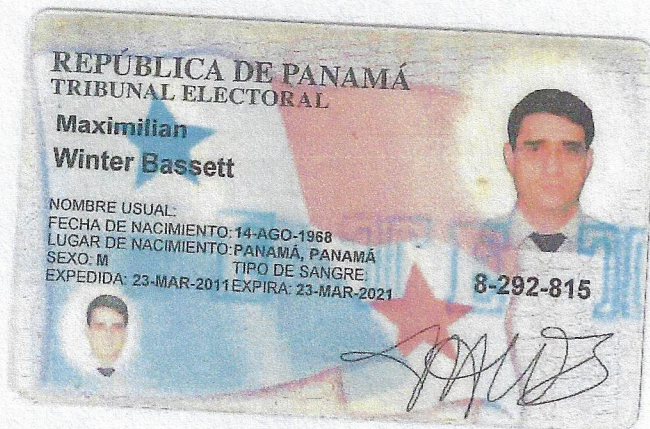 REPÚBLICA DE PANAMÁ
TRIBUNAL ELECTORAL
Maximilian
Winter Bassett
NOMBRE USUAL:
FECHA DE NACIMIENTO: 14-AGO-1968
LUGAR DE NACIMIENTO: PANAMÁ, PANAMÁ
SEXO: M TIPO DE SANGRE:
EXPEDIDA: 23-MAR-2011 EXPIRA: 23-MAR-2021
8-292-815